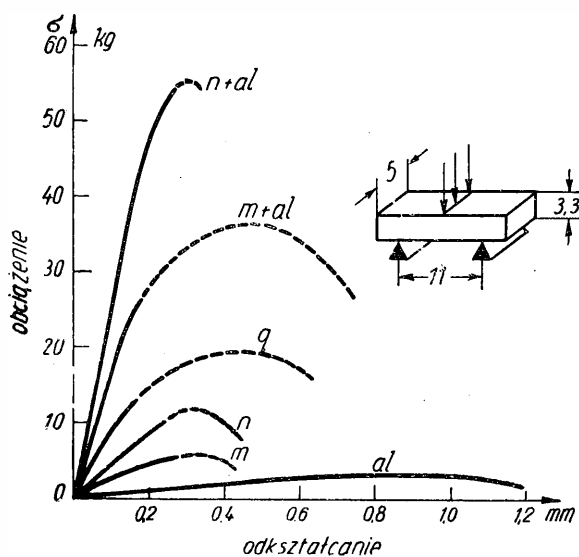 σ
kg
60
50
40
30
20
10
0
obciążenie
n+al
m+al
q
n
m
al
5
3,3
11
0,2
0,4
0.6
0,8
1,0
mm
1,2
odkształcanie